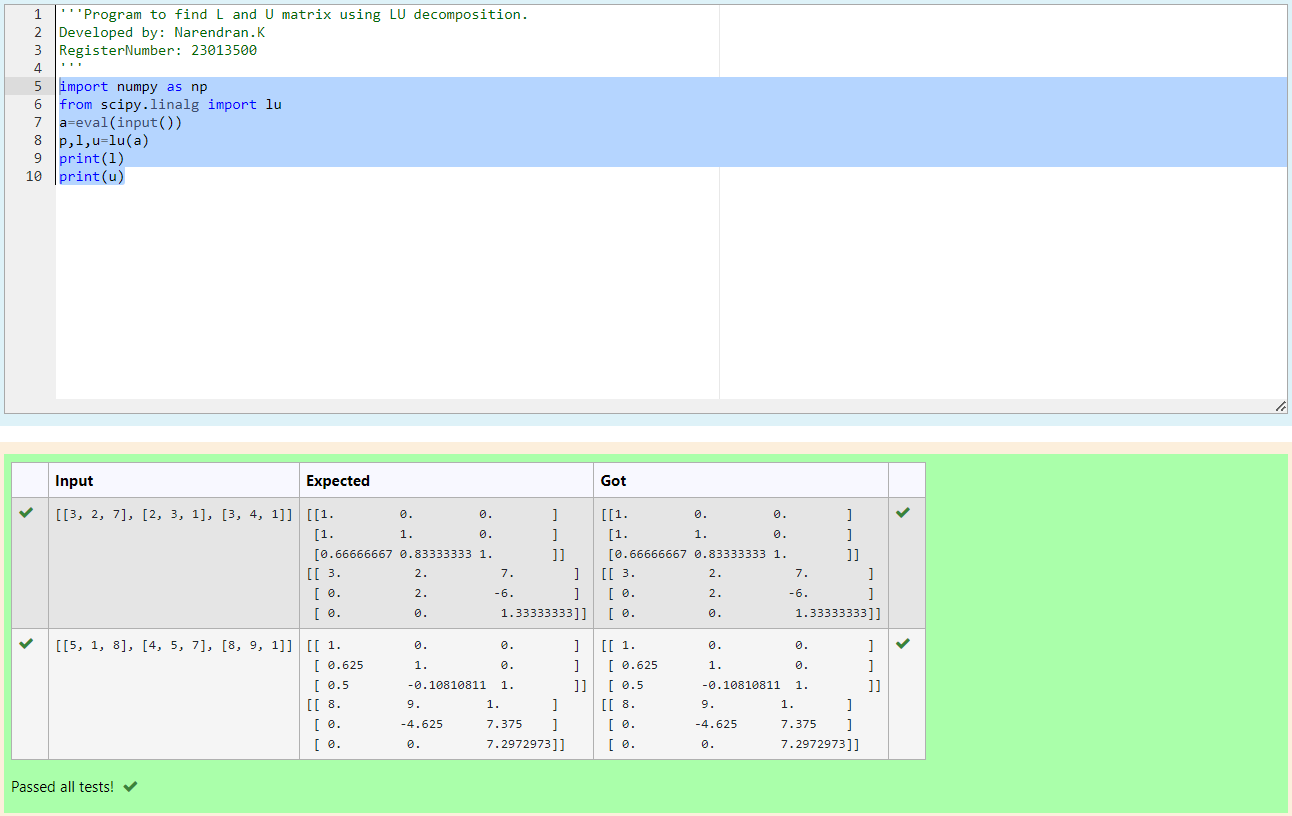 1 '''Program to find L and U matrix using LU decomposition.
2 Developed by: Narendran.K
3 RegisterNumber: 23013500
4 '''
5 import numpy as np
6 from scipy.linalg import lu
7 a=eval(input())
8 p,l,u=lu(a)
9 print(l)
10 print(u)
Input Expected Got
[[3, 2, 7], [2, 3, 1], [3, 4, 1]] [[1. 0. 0. ] [[1. 0. 0. ]
[1. 1. 0. ] [1. 1. 0. ]
[0.66666667 0.83333333 1. ]] [0.66666667 0.83333333 1. ]]
[[ 3. 2. 7. ] [[ 3. 2. 7. ]
[ 0. 2. -6. ] [ 0. 2. -6. ]
[ 0. 0. 1.33333333]] [ 0. 0. 1.33333333]]
[[5, 1, 8], [4, 5, 7], [8, 9, 1]] [[ 1. 0. 0. ] [[ 1. 0. 0. ]
[ 0.625 1. 0. ] [ 0.625 1. 0. ]
[ 0.5 -0.10810811 1. ]] [ 0.5 -0.10810811 1. ]]
[[ 8. 9. 1. ] [[ 8. 9. 1. ]
[ 0. -4.625 7.375 ] [ 0. -4.625 7.375 ]
[ 0. 0. 7.2972973]] [ 0. 0. 7.2972973]]
Passed all tests!